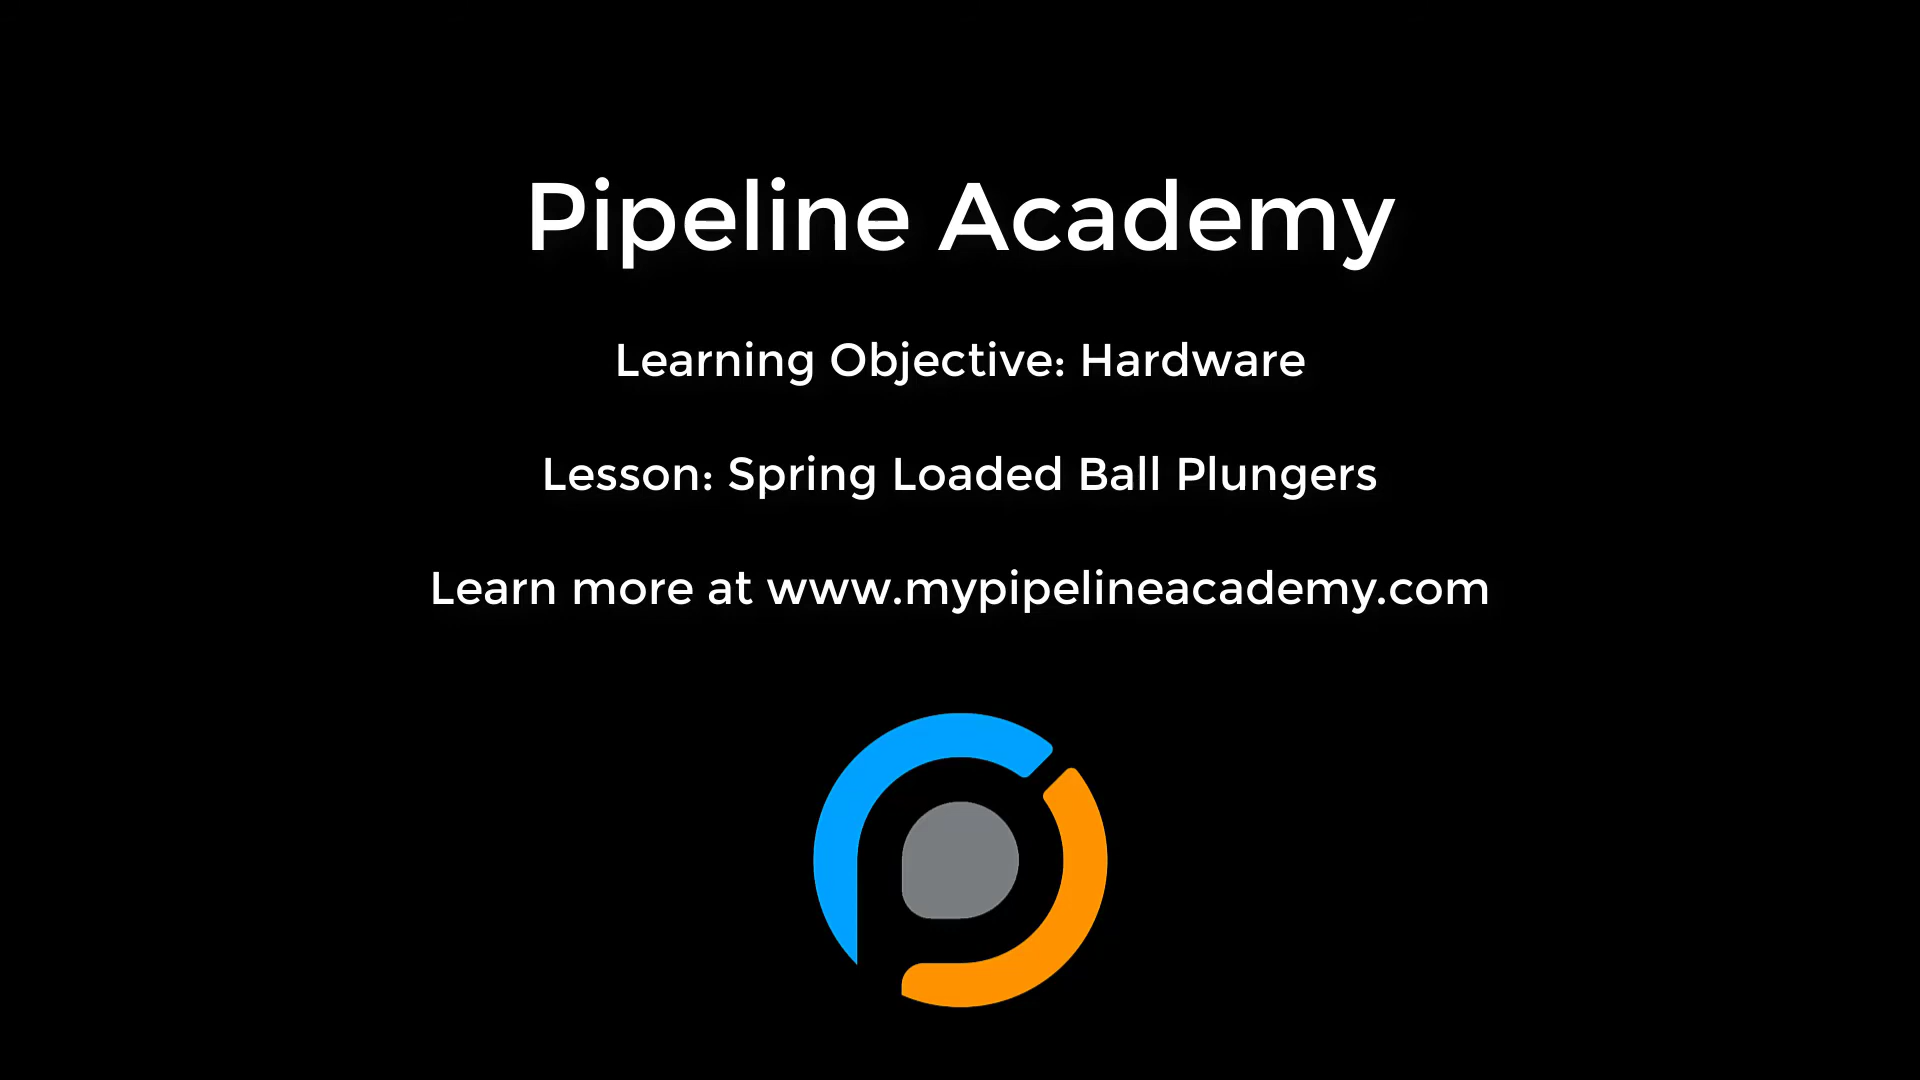 Pipeline Academy
Learning Objective: Hardware
Lesson: Spring Loaded Ball Plungers
Learn more at www.mypipelineacademy.com